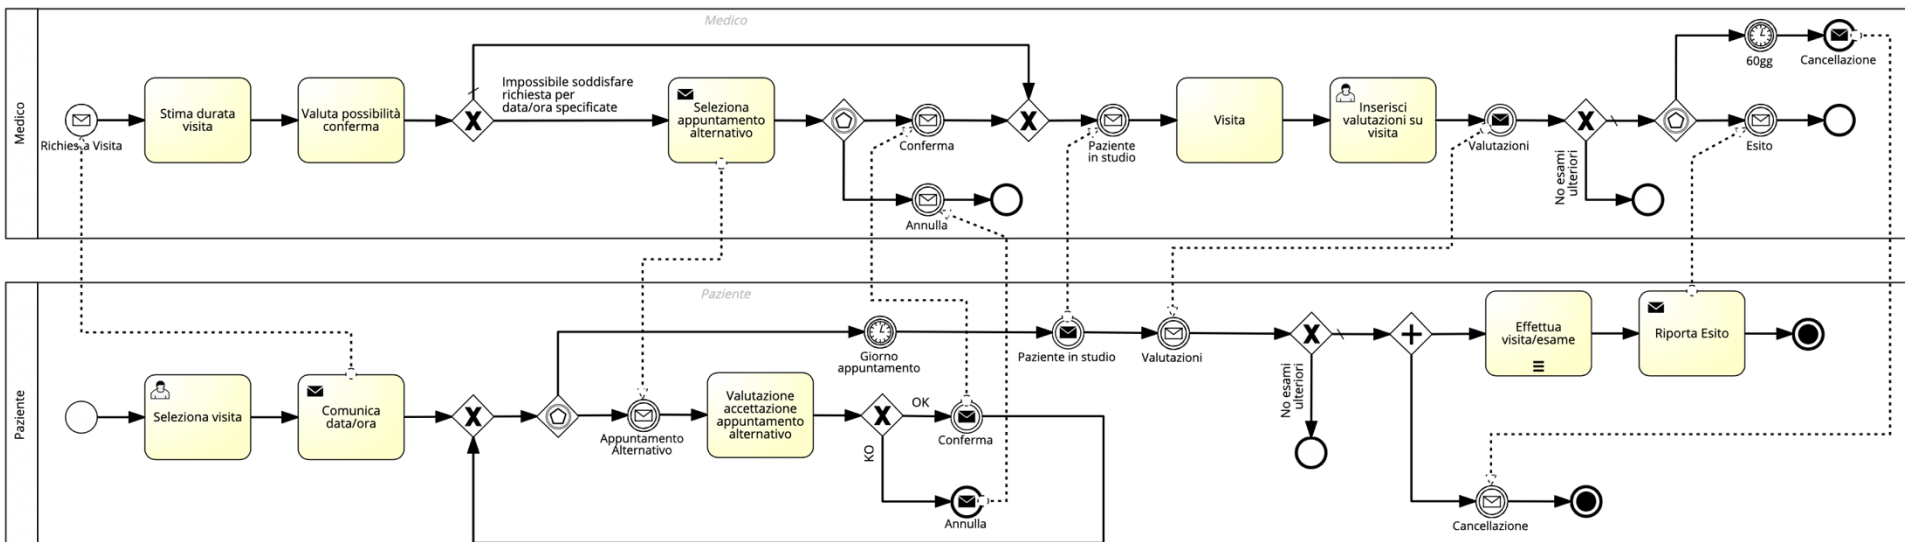 Medico
Medico
Richiesta Visita
Stima durata
visita
Valuta possibilità
conferma
Impossibile soddisfare
richiesta per
data/ora specificate
Seleziona
appuntamento
alternativo
Conferma
Annulla
Paziente
in studio
Visita
Inserisci
valutazioni su
visita
Valutazioni
No esami
ulteriori
60gg
Cancellazione
Esito
Paziente
Paziente
Seleziona visita
Comunica
data/ora
Giorno
appuntamento
Appuntamento
Alternativo
Valutazione
accettazione
appuntamento
alternativo
OK
KO
Conferma
Annulla
Paziente in studio
Valutazioni
No esami
ulteriori
Effettua
visita/esame
Riporta Esito
Cancellazione